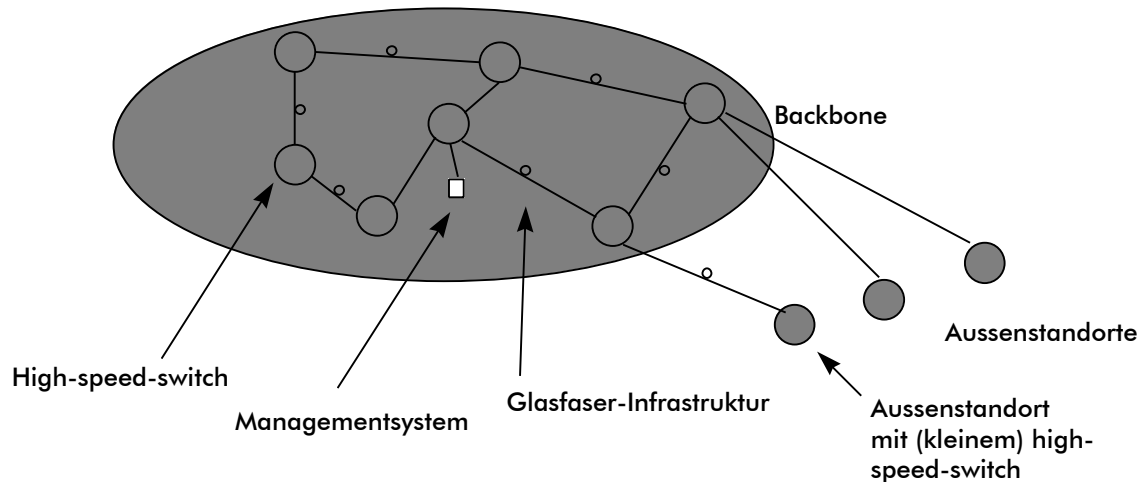 Backbone
Aussenstandorte
High-speed-switch
Managementsystem
Glasfaser-Infrastruktur
Aussenstandort
mit (kleinem) high-
speed-switch